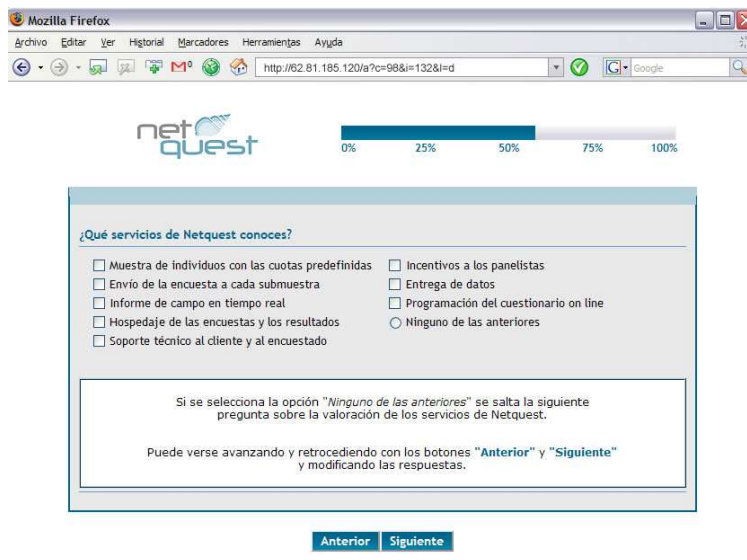 Mozilla Firefox
Archivo Editar Ver Historial Marcadores Herramientas Ayuda
http://62.81.185.120/a?c=98&i=132&l=d
G Google
net
quest
0% 25% 50% 75% 100%
¿Qué servicios de Netquest conoces?
Muestra de individuos con las cuotas predefinidas
Envío de la encuesta a cada submuestra
Informe de campo en tiempo real
Hospedaje de las encuestas y los resultados
Soporte técnico al cliente y al encuestado
Incentivos a los panelistas
Entrega de datos
Programación del cuestionario on line
Ninguno de las anteriores
Si se selecciona la opción "Ninguno de las anteriores" se salta la siguiente
pregunta sobre la valoración de los servicios de Netquest.
Puede verse avanzando y retrocediendo con los botones "Anterior" y "Siguiente"
y modificando las respuestas.
Anterior Siguiente